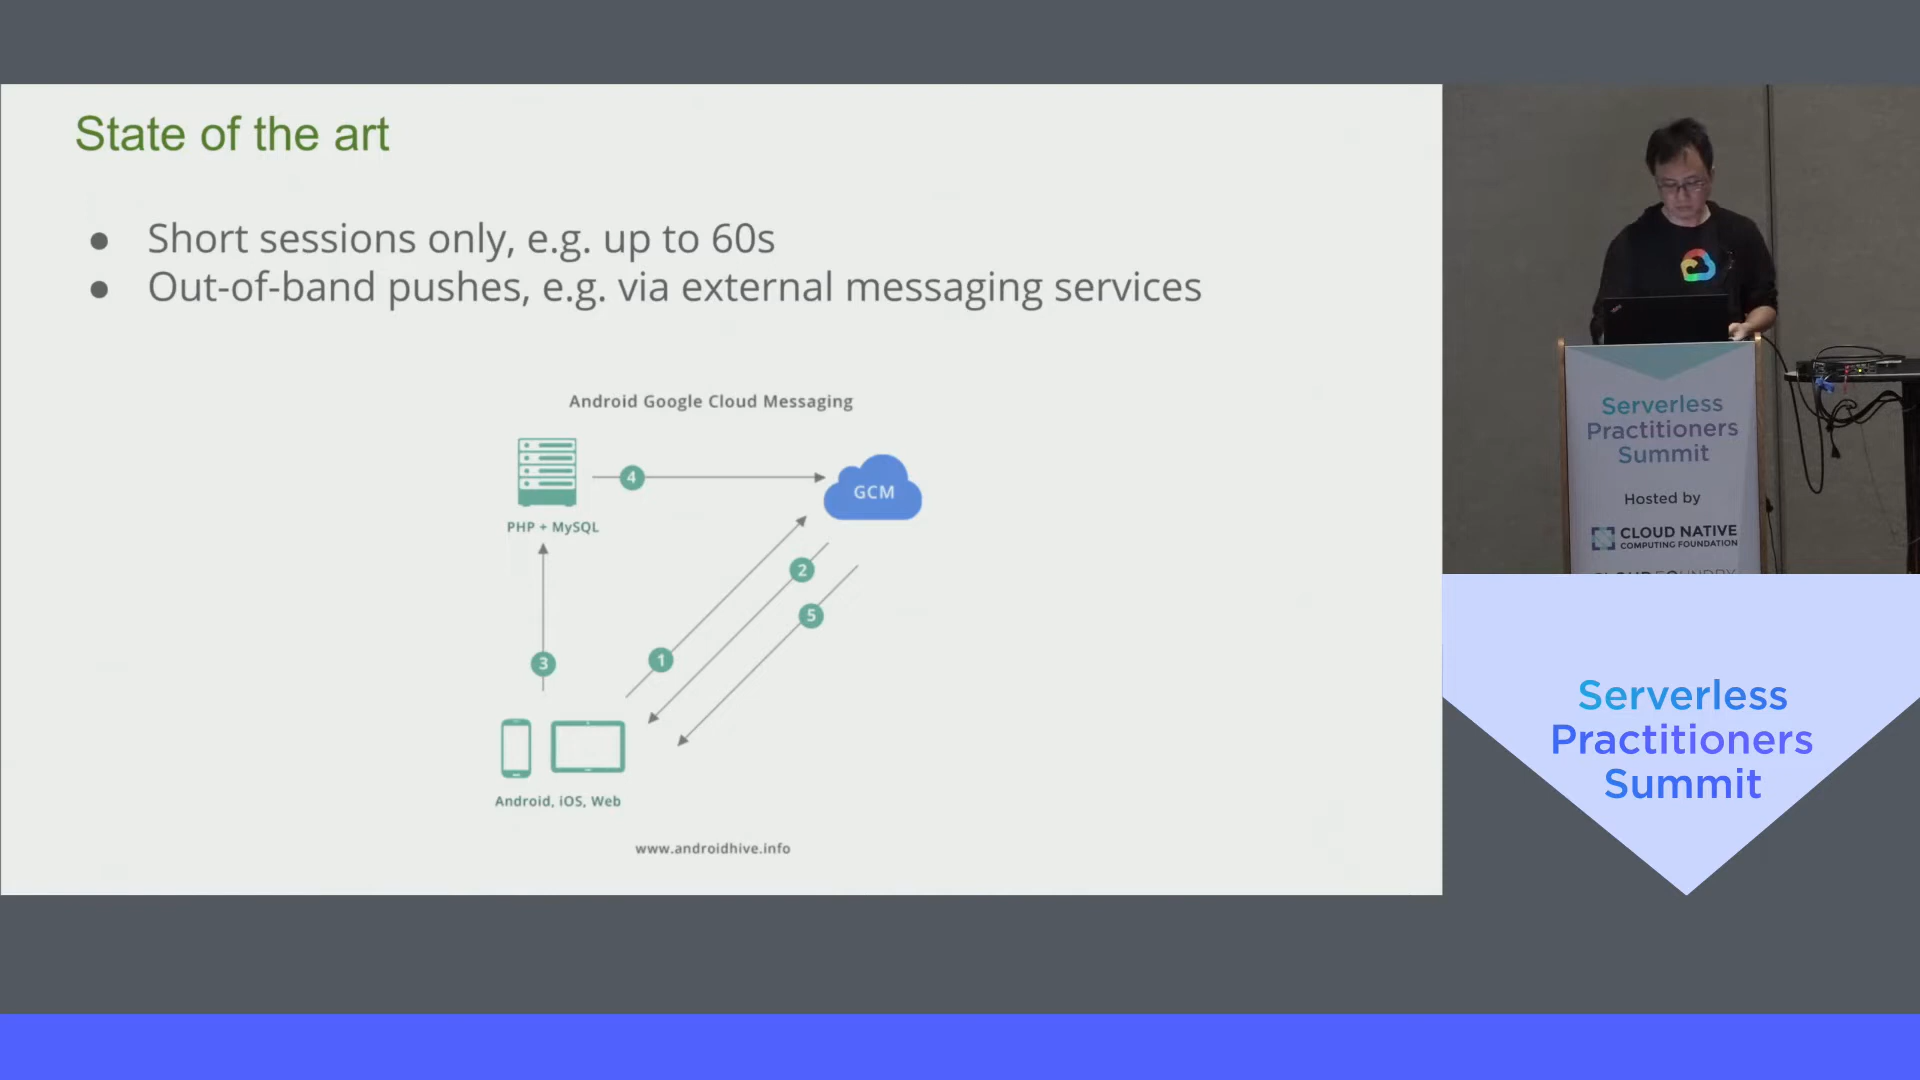 State of the art
● Short sessions only, e.g. up to 60s
● Out-of-band pushes, e.g. via external messaging services
Android Google Cloud Messaging
4
GCM
PHP + MySQL
2
5
1
3
Android, iOS, Web
www.androidhive.info
Serverless
Practitioners
Summit
Hosted by
CLOUD NATIVE
COMPUTING FOUNDATION
Serverless
Practitioners
Summit